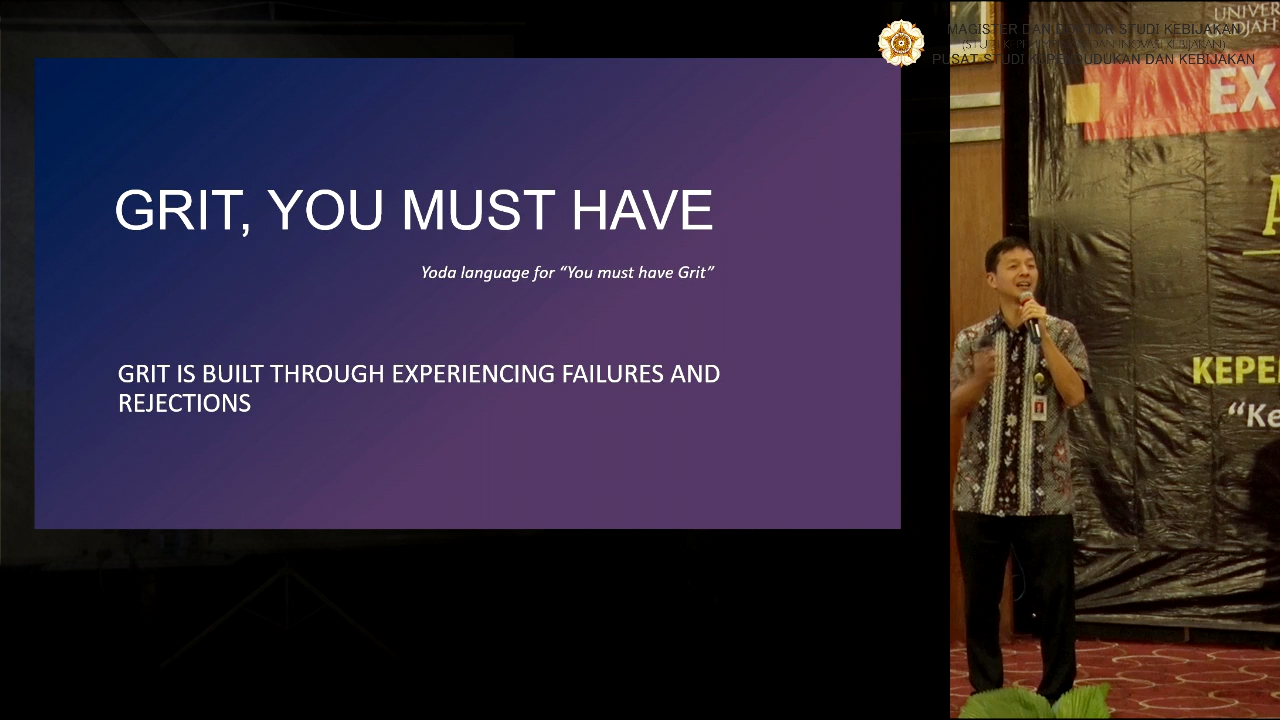 MAGISTER DAN DOKTOR STUDI KEBIJAKAN
PUSAT STUDI KEPENDUDUKAN DAN KEBIJAKAN
GRIT, YOU MUST HAVE
Yoda language for “You must have Grit”
GRIT IS BUILT THROUGH EXPERIENCING FAILURES AND
REJECTIONS
UNIVER
EX
KEPE
“Ke